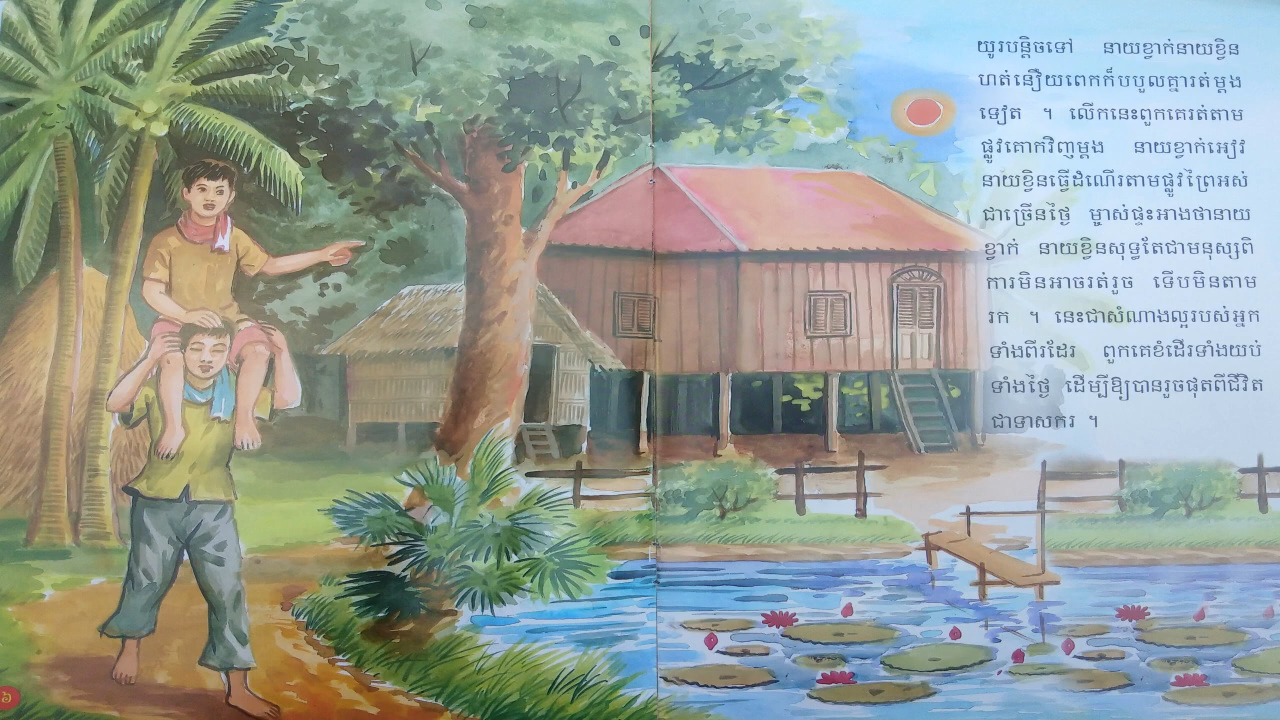 យូរបន្តិចទៅ នាយខ្វាក់នាយខ្វិន
ហត់នឿយពេកក៏បបួលគ្នារត់ម្តង
ទៀត ។ លើកនេះពួកគេរត់តាម
ផ្លូវគោកវិញម្តង នាយខ្វាក់អៀវ
នាយខ្វិនធ្វើដំណើរតាមផ្លូវព្រៃអស់
ជាច្រើនថ្ងៃ ម្ចាស់ផ្ទះអាងថានាយ
ខ្វាក់ នាយខ្វិនសុទ្ធតែជាមនុស្សពិ
ការមិនអាចរត់រួច ទើបមិនតាម
រក ។ នេះជាសំណាងល្អរបស់អ្នក
ទាំងពីរដែរ ពួកគេខំដើរទាំងយប់
ទាំងថ្ងៃ ដើម្បីឱ្យបានរួចផុតពីជីវិត
ជាទាសករ ។
៦